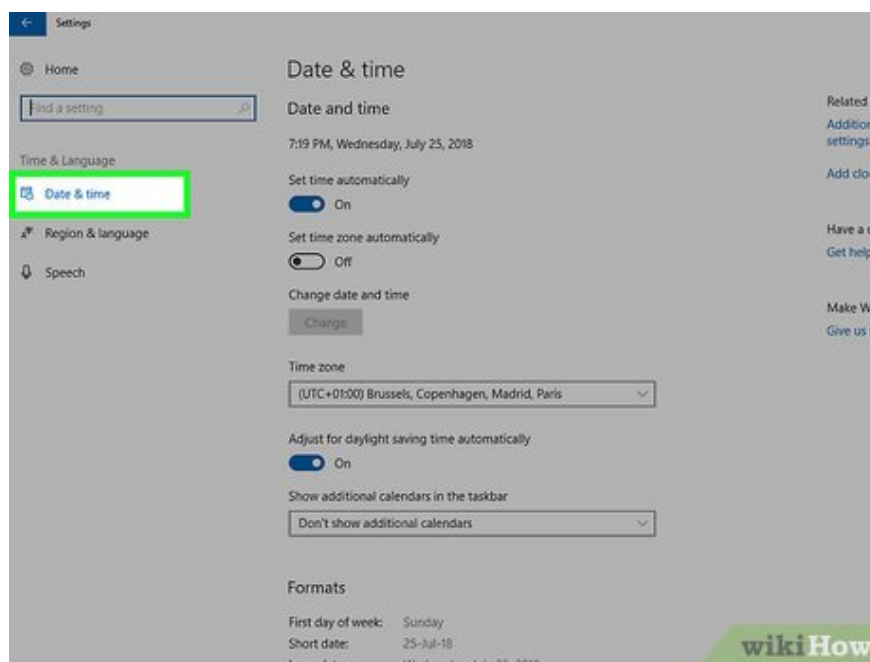 Settings
Home
Find a setting
Time & Language
Date & time
Region & language
Speech
Date & time
Date and time
7:19 PM, Wednesday, July 25, 2018
Set time automatically
On
Set time zone automatically
Off
Change date and time
Change
Time zone
(UTC+01:00) Brussels, Copenhagen, Madrid, Paris
Adjust for daylight saving time automatically
On
Show additional calendars in the taskbar
Don't show additional calendars
Formats
First day of week: Sunday
Short date: 25-Jul-18
Related
settings
Add
Have a
Get help
Make
Give us
wikiHow